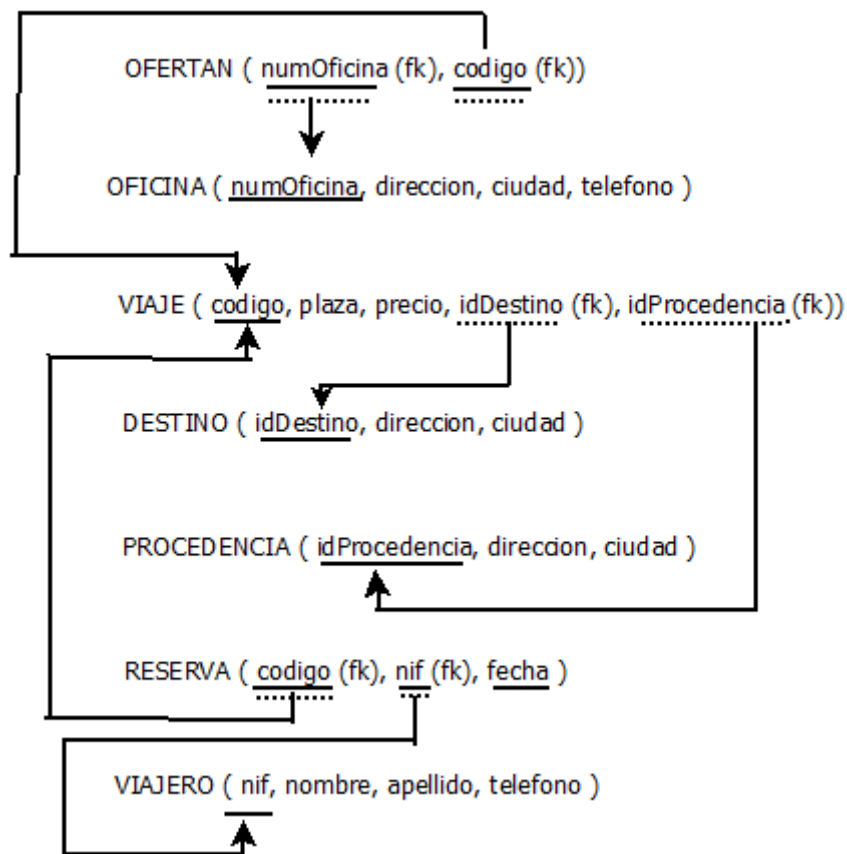 OFERTAN ( numOficina (fk), codigo (fk))
OFICINA ( numOficina, direccion, ciudad, telefono )
VIAJE ( codigo, plaza, precio, idDestino (fk), idProcedencia (fk))
DESTINO ( idDestino, direccion, ciudad )
PROCEDENCIA ( idProcedencia, direccion, ciudad )
RESERVA ( codigo (fk), nif (fk), fecha )
VIAJERO ( nif, nombre, apellido, telefono )